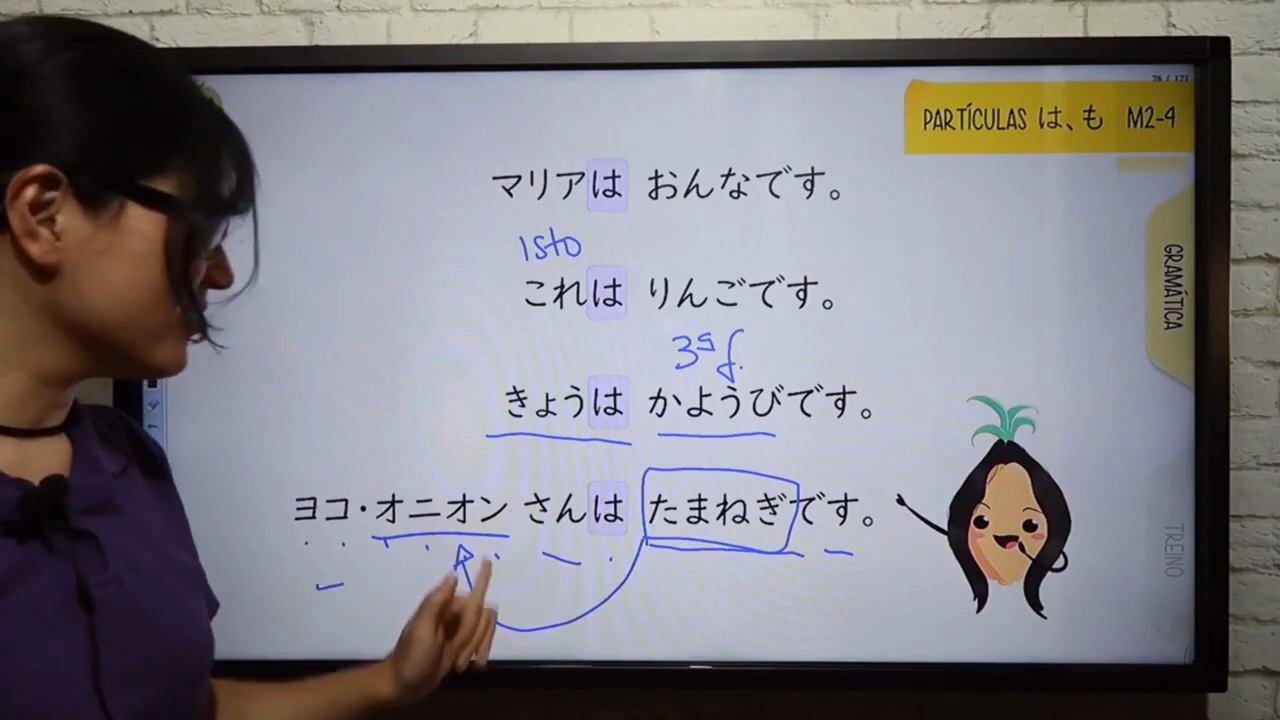 26 / 121
PARTÍCULAS は、も M2-4
マリアは おんなです。
isto
これは りんごです。
3ª f.
きょうは かようびです。
ヨコ・オニオン さんは たまねぎです。
GRAMÁTICA
TREINO